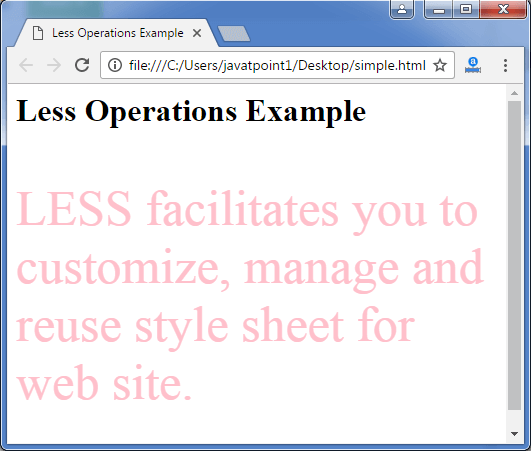 Less Operations Example
file:///C:/Users/javatpoint1/Desktop/simple.html
Less Operations Example
LESS facilitates you to
customize, manage and
reuse style sheet for
web site.